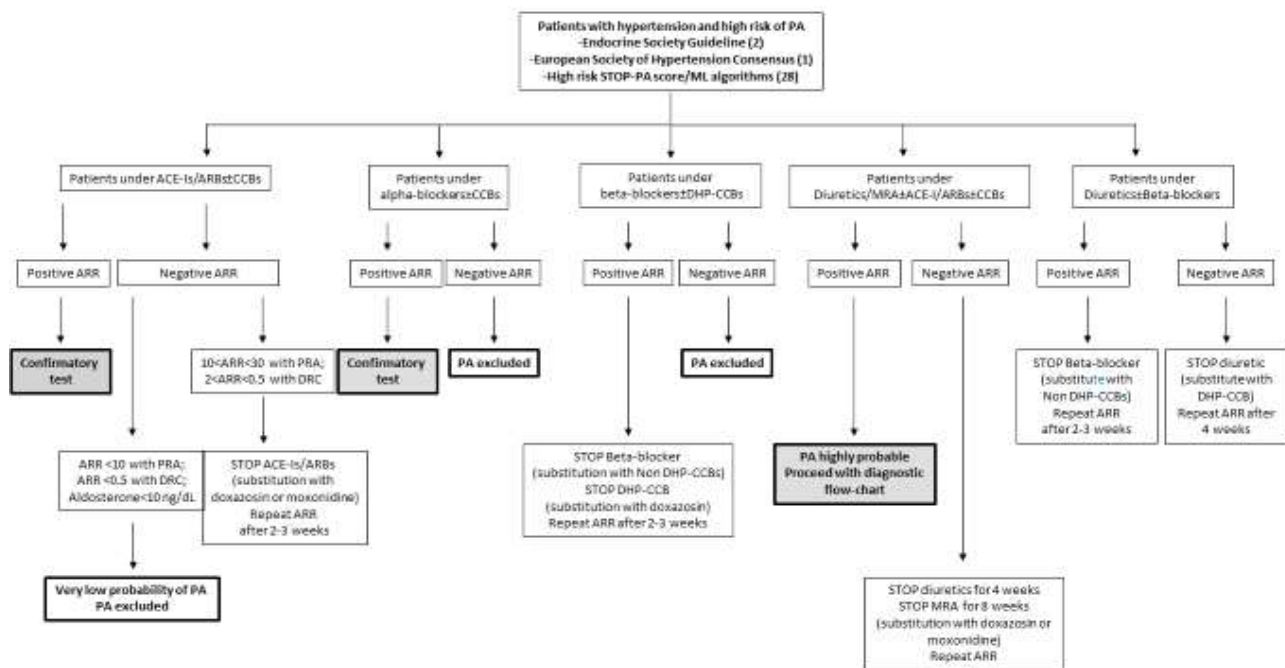 Patients with hypertension and high risk of PA
-Endocrine Society Guideline (2)
-European Society of Hypertension Consensus (1)
-High risk STOP-PA score/ML algorithms (28)
Patients under ACE-Is/ARBs±CCBs
Patients under
alpha-blockers±CCBs
Patients under
beta-blockers±DHP-CCBs
Patients under
Diuretics/MRA±ACE-I/ARBs±CCBs
Patients under
Diuretics±Beta-blockers
Positive ARR
Negative ARR
Positive ARR
Negative ARR
Positive ARR
Negative ARR
Positive ARR
Negative ARR
Positive ARR
Negative ARR
Confirmatory
test
10<ARR<30 with PRA;
2<ARR<0.5 with DRC
Confirmatory
test
PA excluded
PA excluded
STOP Beta-blocker
(substitute with
Non DHP-CCBs)
Repeat ARR
after 2-3 weeks
STOP diuretic
(substitute with
DHP-CCB)
Repeat ARR after
4 weeks
ARR <10 with PRA;
ARR <0.5 with DRC;
Aldosterone<10 ng/dL
STOP ACE-Is/ARBs
(substitution with
doxazosin or moxonidine)
Repeat ARR
after 2-3 weeks
STOP Beta-blocker
(substitution with Non DHP-CCBs)
STOP DHP-CCB
(substitution with doxazosin)
Repeat ARR after 2-3 weeks
PA highly probable
Proceed with diagnostic
flow-chart
Very low probability of PA
PA excluded
STOP diuretics for 4 weeks
STOP MRA for 8 weeks
(substitution with doxazosin or
moxonidine)
Repeat ARR